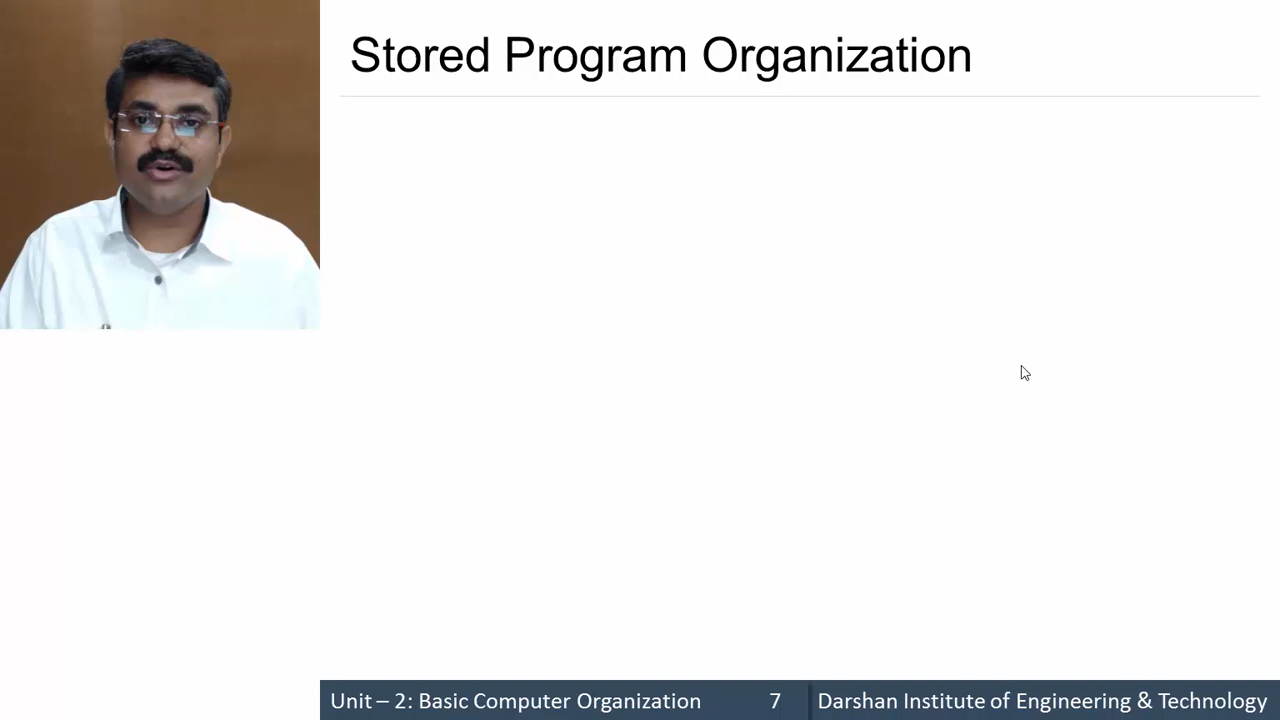 Stored Program Organization
Unit – 2: Basic Computer Organization 7 Darshan Institute of Engineering & Technology